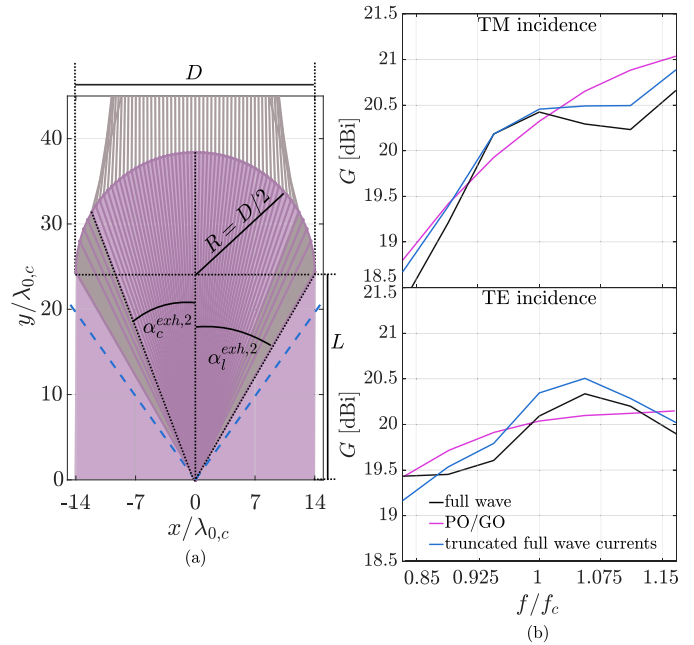 D
40
30
20
10
0
y/λ0,c
R = D/2
α_c^{exh,2}
α_l^{exh,2}
L
-14 -7 0 7 14
x/λ0,c
(a)
TM incidence
21.5
21
20.5
20
19.5
19
18.5
G [dBi]
TE incidence
21.5
21
20.5
20
19.5
19
18.5
G [dBi]
full wave
PO/GO
truncated full wave currents
0.85 0.925 1 1.075 1.15
f/fc
(b)